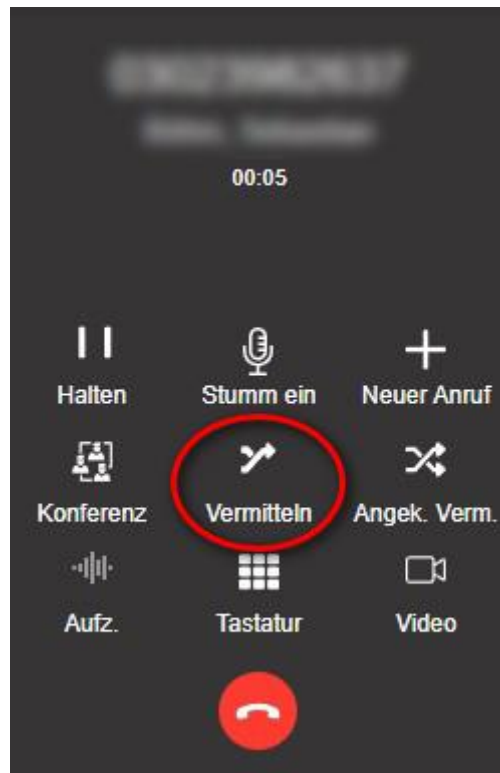 00:05
Halten Stumm ein Neuer Anruf
Konferenz Vermitteln Angek. Verm.
Aufz. Tastatur Video